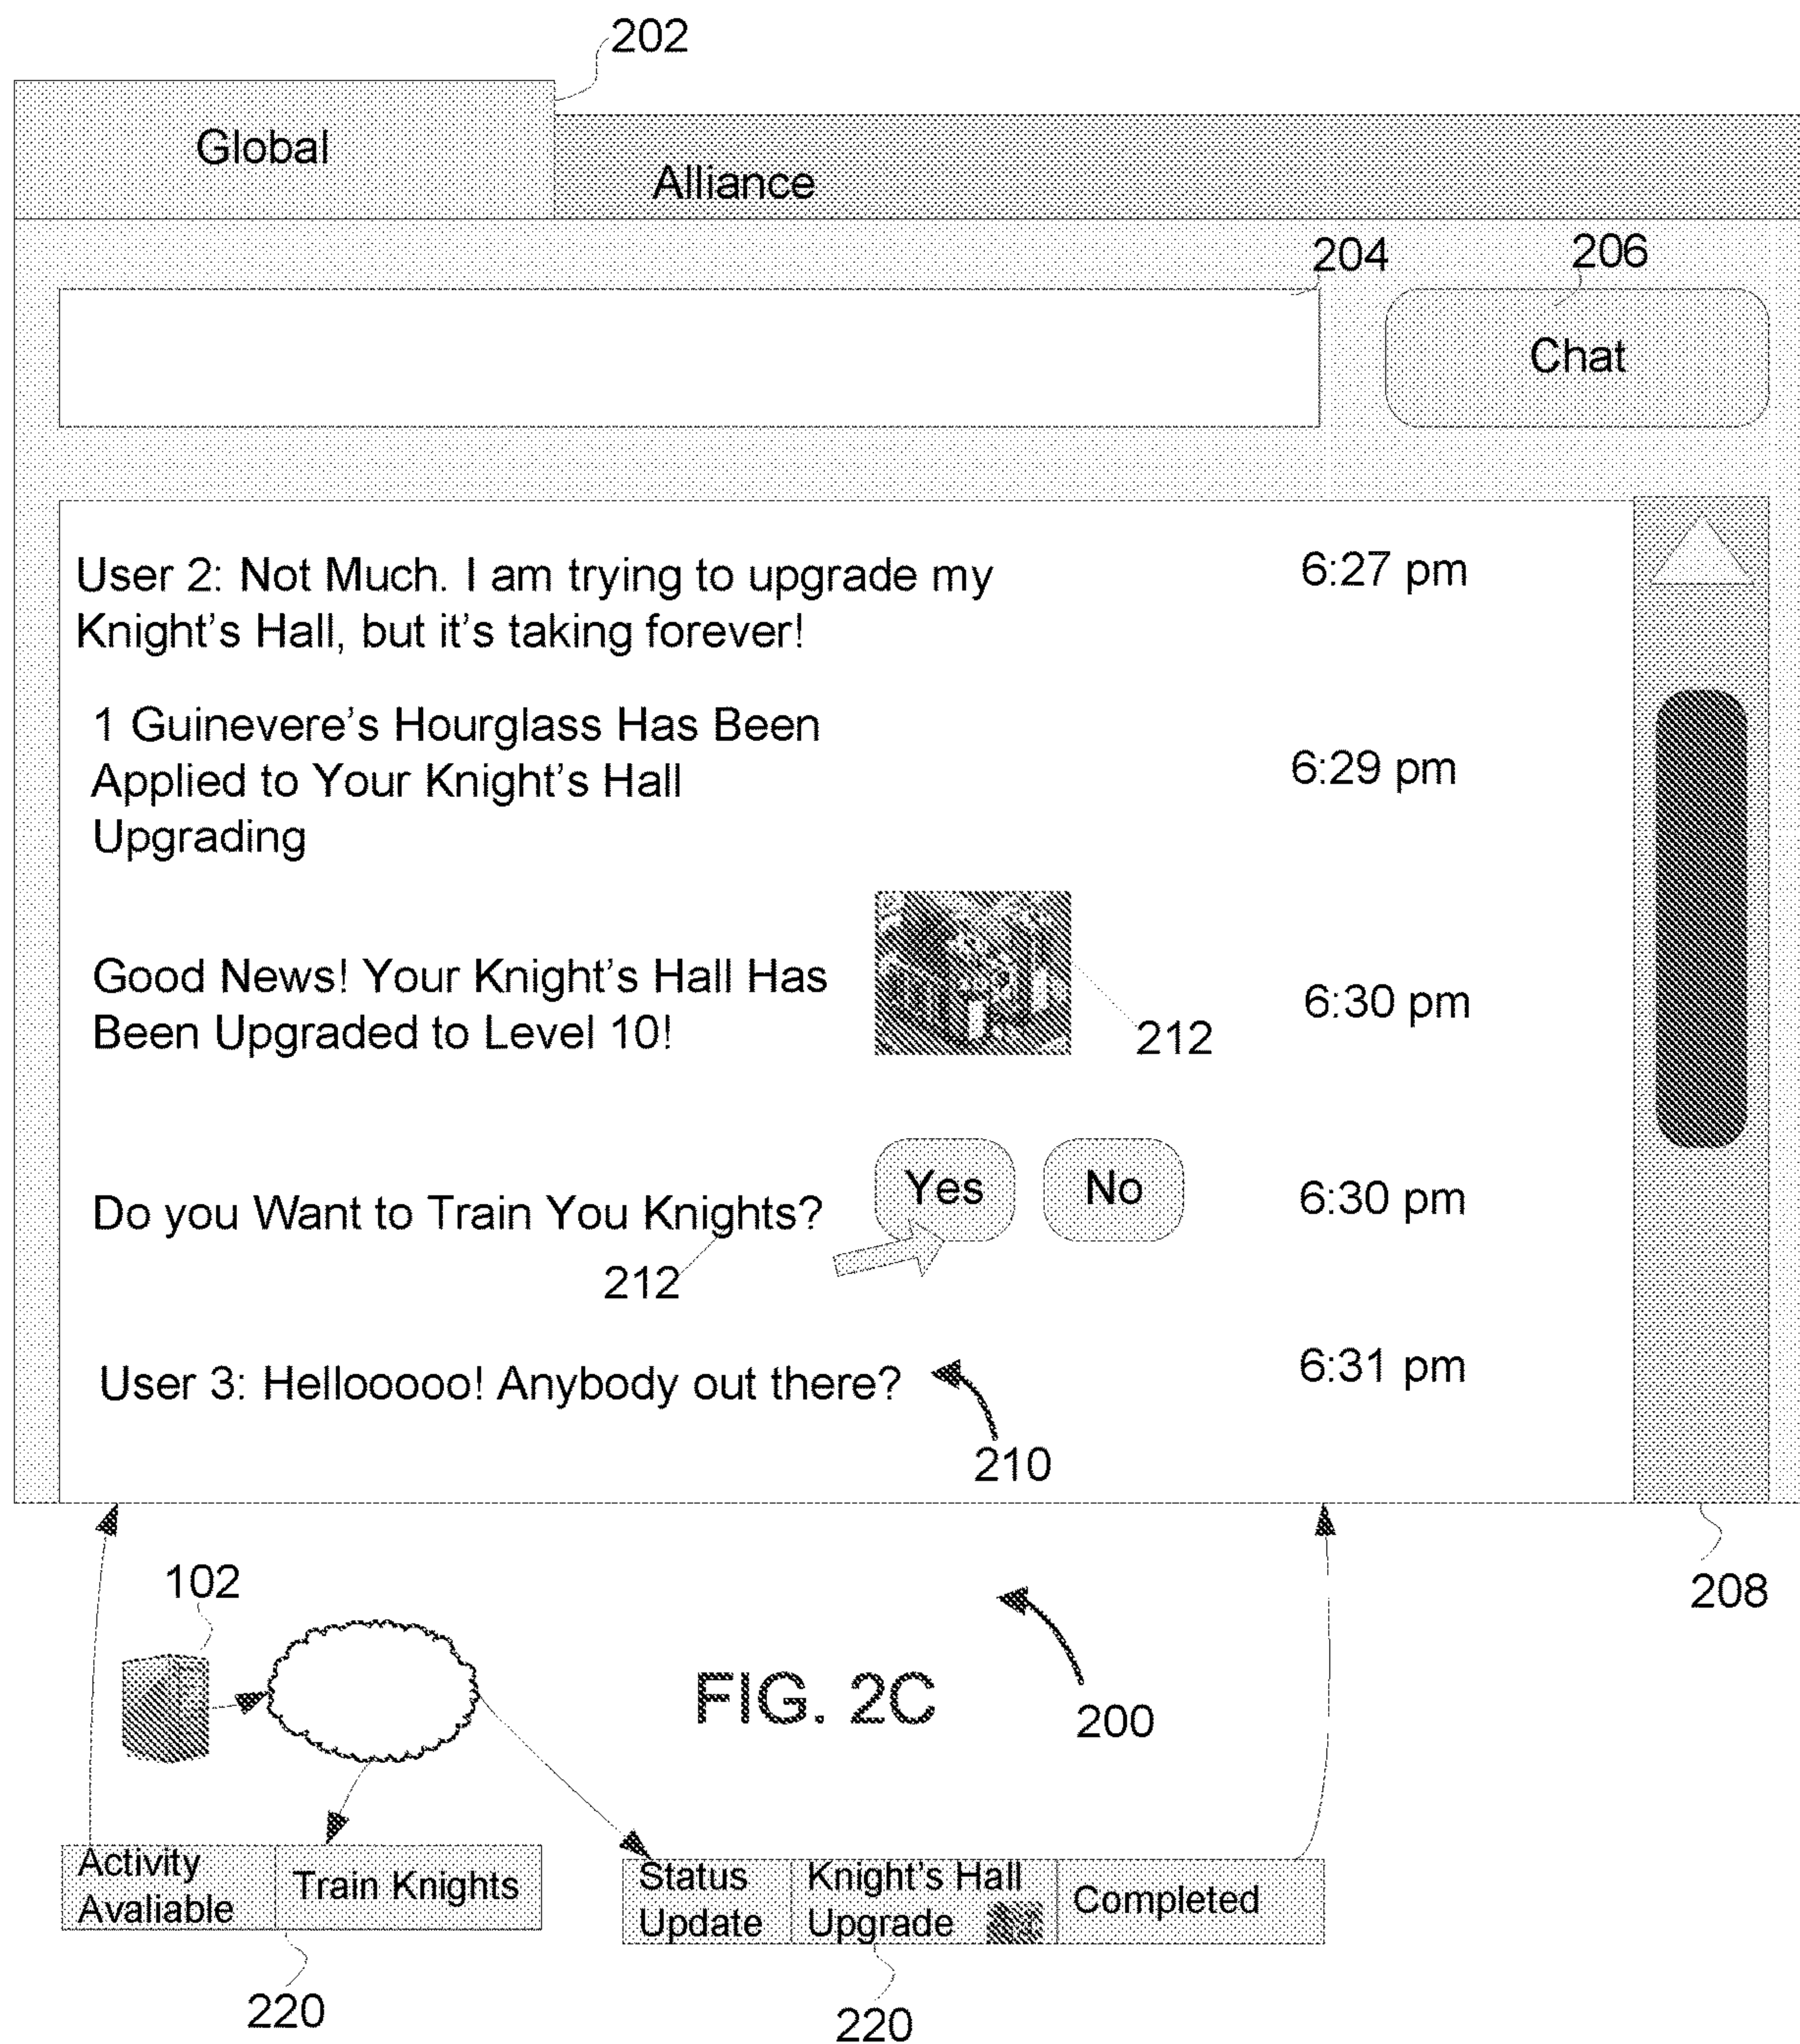 202
Global
Alliance
204
206
Chat
User 2: Not Much. I am trying to upgrade my
Knight's Hall, but it's taking forever!
6:27 pm
1 Guinevere's Hourglass Has Been
Applied to Your Knight's Hall
Upgrading
6:29 pm
Good News! Your Knight's Hall Has
Been Upgraded to Level 10!
212
6:30 pm
Do you Want to Train You Knights?
Yes
No
6:30 pm
212
User 3: Hellooooo! Anybody out there?
6:31 pm
210
102
208
FIG. 2C
200
Activity
Avaliable
Train Knights
Status
Update
Knight's Hall
Upgrade
Completed
220
220